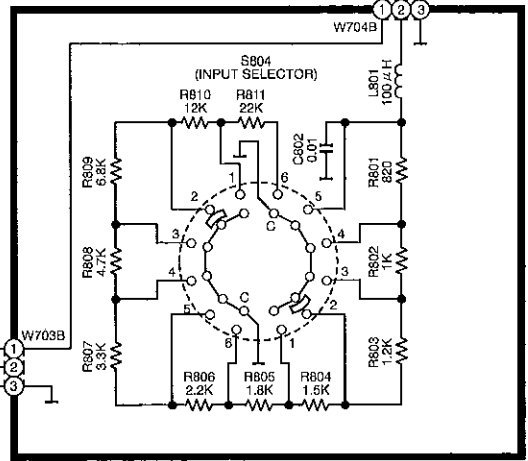 1 2 3
W704B
S804
(INPUT SELECTOR)
L801
100μH
R810
12K
R811
22K
C802
0.01
R809
6.8K
R801
820
1
6
2
5
3
4
C
R808
4.7K
R802
1K
4
3
C
5
2
6
1
W703B
1
2
3
R807
3.3K
R803
1.2K
R806
2.2K
R805
1.8K
R804
1.5K